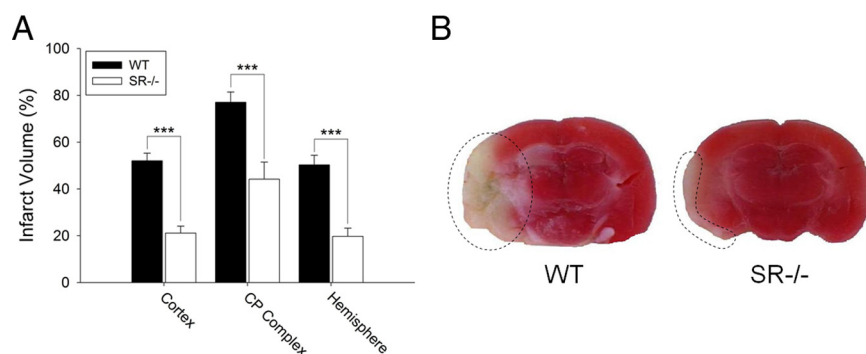 A
B
100
80
60
40
20
0
Infarct Volume (%)
WT
SR-/-
***
***
***
Cortex
CP Complex
Hemisphere
WT
SR-/-